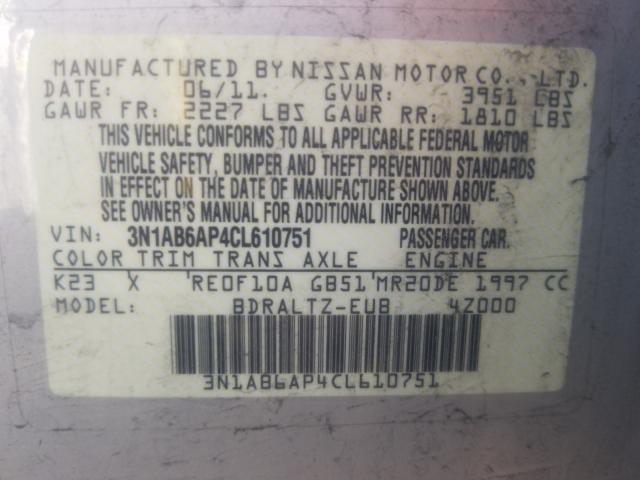 MANUFACTURED BY NISSAN MOTOR CO., LTD.
DATE: 06/11. GVWR: 3951 LBS
GAWR FR: 2227 LBS GAWR RR: 1810 LBS
THIS VEHICLE CONFORMS TO ALL APPLICABLE FEDERAL MOTOR
VEHICLE SAFETY, BUMPER AND THEFT PREVENTION STANDARDS
IN EFFECT ON THE DATE OF MANUFACTURE SHOWN ABOVE.
SEE OWNER'S MANUAL FOR ADDITIONAL INFORMATION.
VIN: 3N1AB6AP4CL610751 PASSENGER CAR.
COLOR TRIM TRANS AXLE ENGINE
K23 X RE0F10A GB51 MR20DE 1997 CC
MODEL: BDRALTZ-EUB 4Z000
3N1AB6AP4CL610751